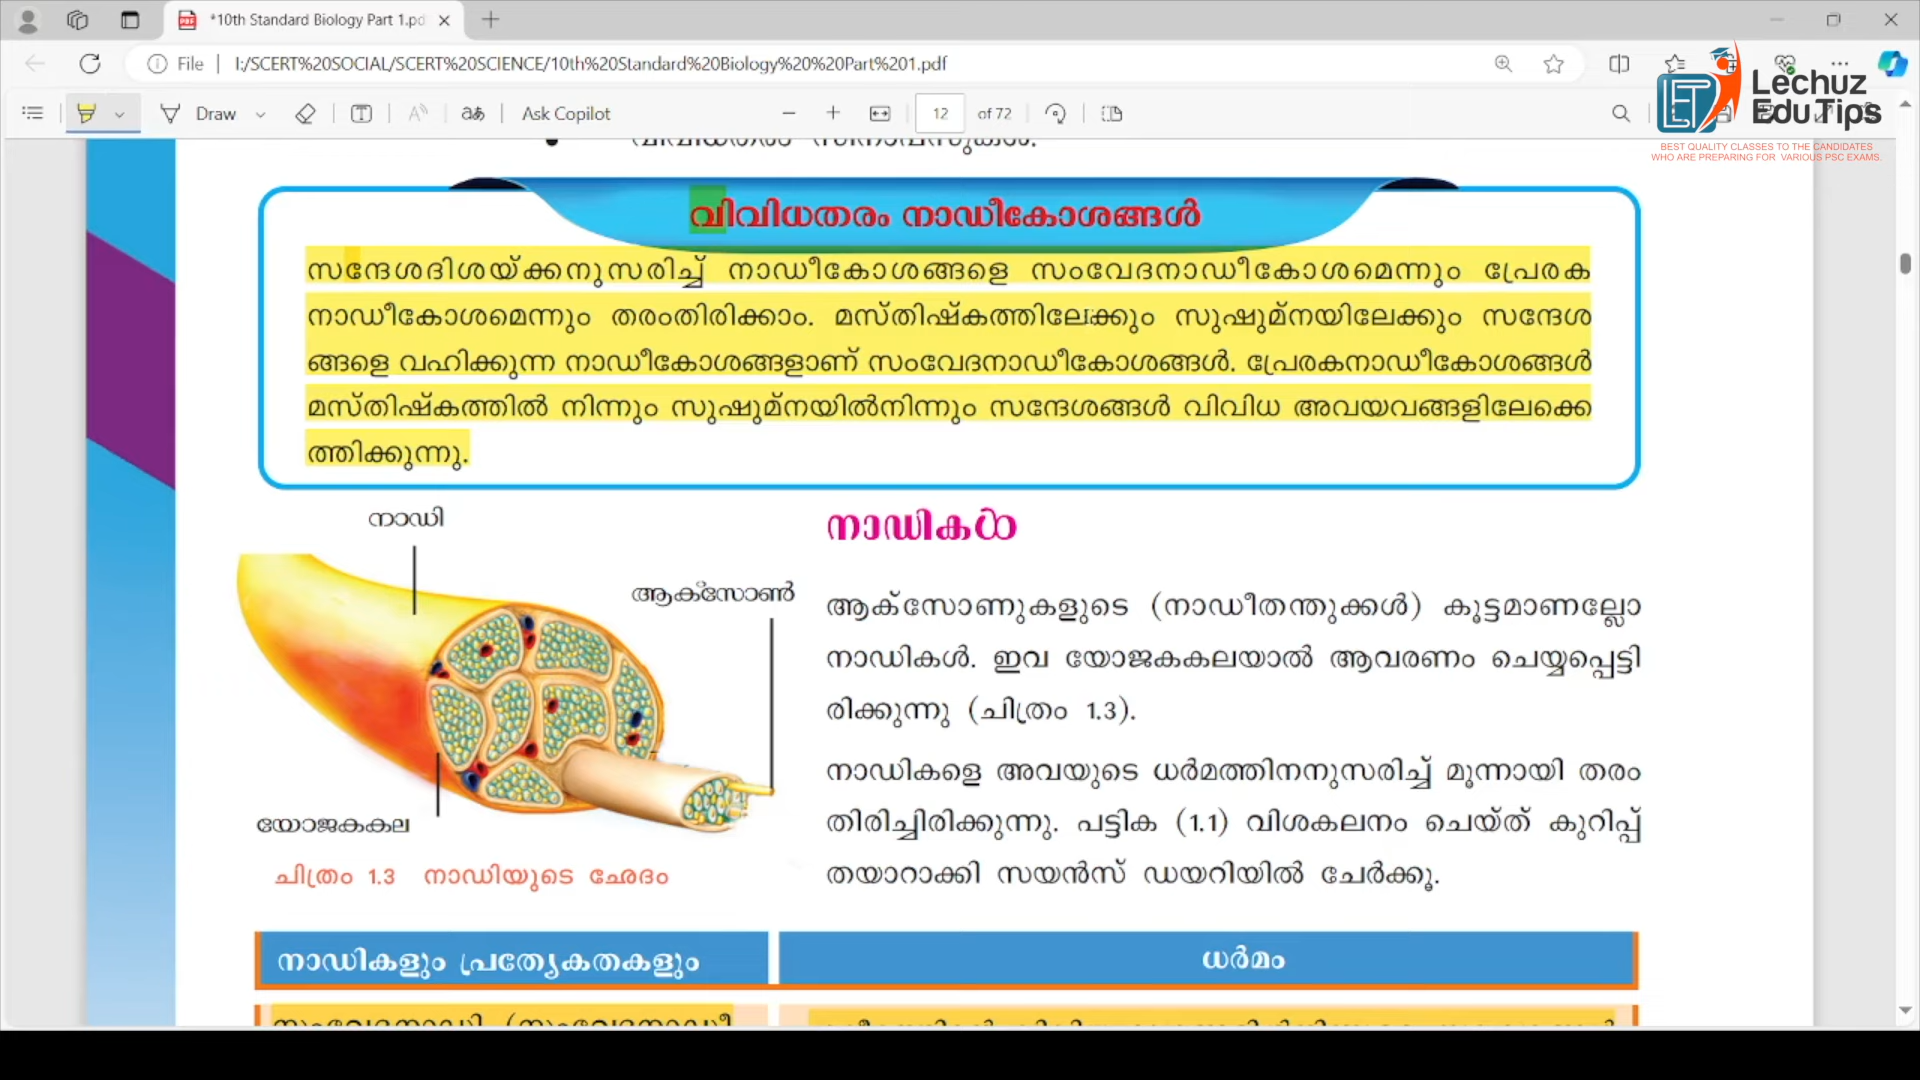 *10th Standard Biology Part 1.pd
File
I:/SCERT%20SOCIAL/SCERT%20SCIENCE/10th%20Standard%20Biology%20%20Part%201.pdf
Lechuz
Edu Tips
BEST QUALITY CLASSES TO THE CANDIDATES
WHO ARE PREPARING FOR VARIOUS PSC EXAMS.
Draw
Ask Copilot
12 of 72
വിവിധതരം സിനാപ്സുകൾ.
വിവിധതരം നാഡീകോശങ്ങൾ
സന്ദേശദിശയ്ക്കനുസരിച്ച് നാഡീകോശങ്ങളെ സംവേദനാഡീകോശമെന്നും പ്രേരക
നാഡീകോശമെന്നും തരംതിരിക്കാം. മസ്തിഷ്കത്തിലേക്കും സുഷുമ്നയിലേക്കും സന്ദേശ
ങ്ങളെ വഹിക്കുന്ന നാഡീകോശങ്ങളാണ് സംവേദനാഡീകോശങ്ങൾ. പ്രേരകനാഡീകോശങ്ങൾ
മസ്തിഷ്കത്തിൽ നിന്നും സുഷുമ്നയിൽനിന്നും സന്ദേശങ്ങൾ വിവിധ അവയവങ്ങളിലേക്കെ
ത്തിക്കുന്നു.
നാഡി
ആക്സോൺ
യോജകകല
ചിത്രം 1.3 നാഡിയുടെ ഛേദം
നാഡികൾ
ആക്സോണുകളുടെ (നാഡീതന്തുക്കൾ) കൂട്ടമാണല്ലോ
നാഡികൾ. ഇവ യോജകകലയാൽ ആവരണം ചെയ്യപ്പെട്ടി
രിക്കുന്നു (ചിത്രം 1.3).
നാഡികളെ അവയുടെ ധർമത്തിനനുസരിച്ച് മൂന്നായി തരം
തിരിച്ചിരിക്കുന്നു. പട്ടിക (1.1) വിശകലനം ചെയ്ത് കുറിപ്പ്
തയാറാക്കി സയൻസ് ഡയറിയിൽ ചേർക്കൂ.
നാഡികളും പ്രത്യേകതകളും
ധർമം
സംവേദനാഡി (സംവേദനാഡീ